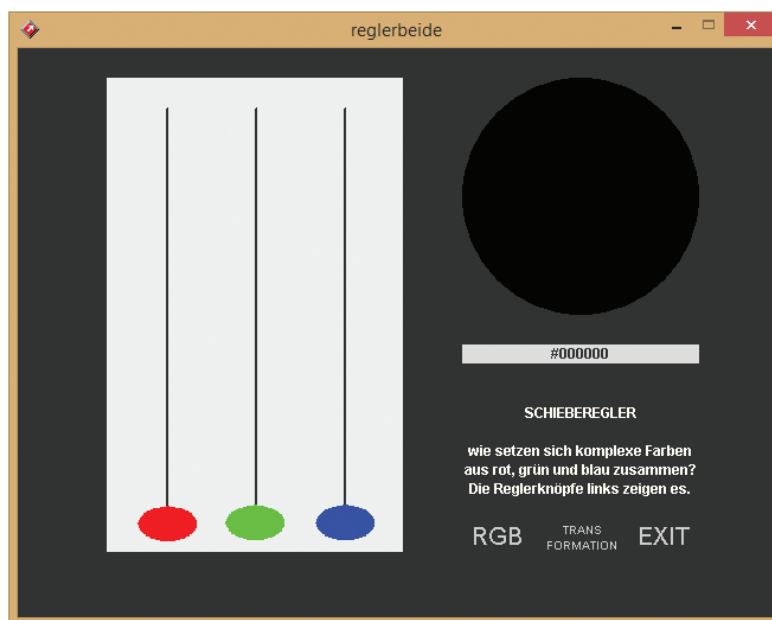 reglerbeide
#000000
SCHIEBEREGLER
wie setzen sich komplexe Farben
aus rot, grün und blau zusammen?
Die Reglerknöpfe links zeigen es.
RGB
TRANS
FORMATION
EXIT